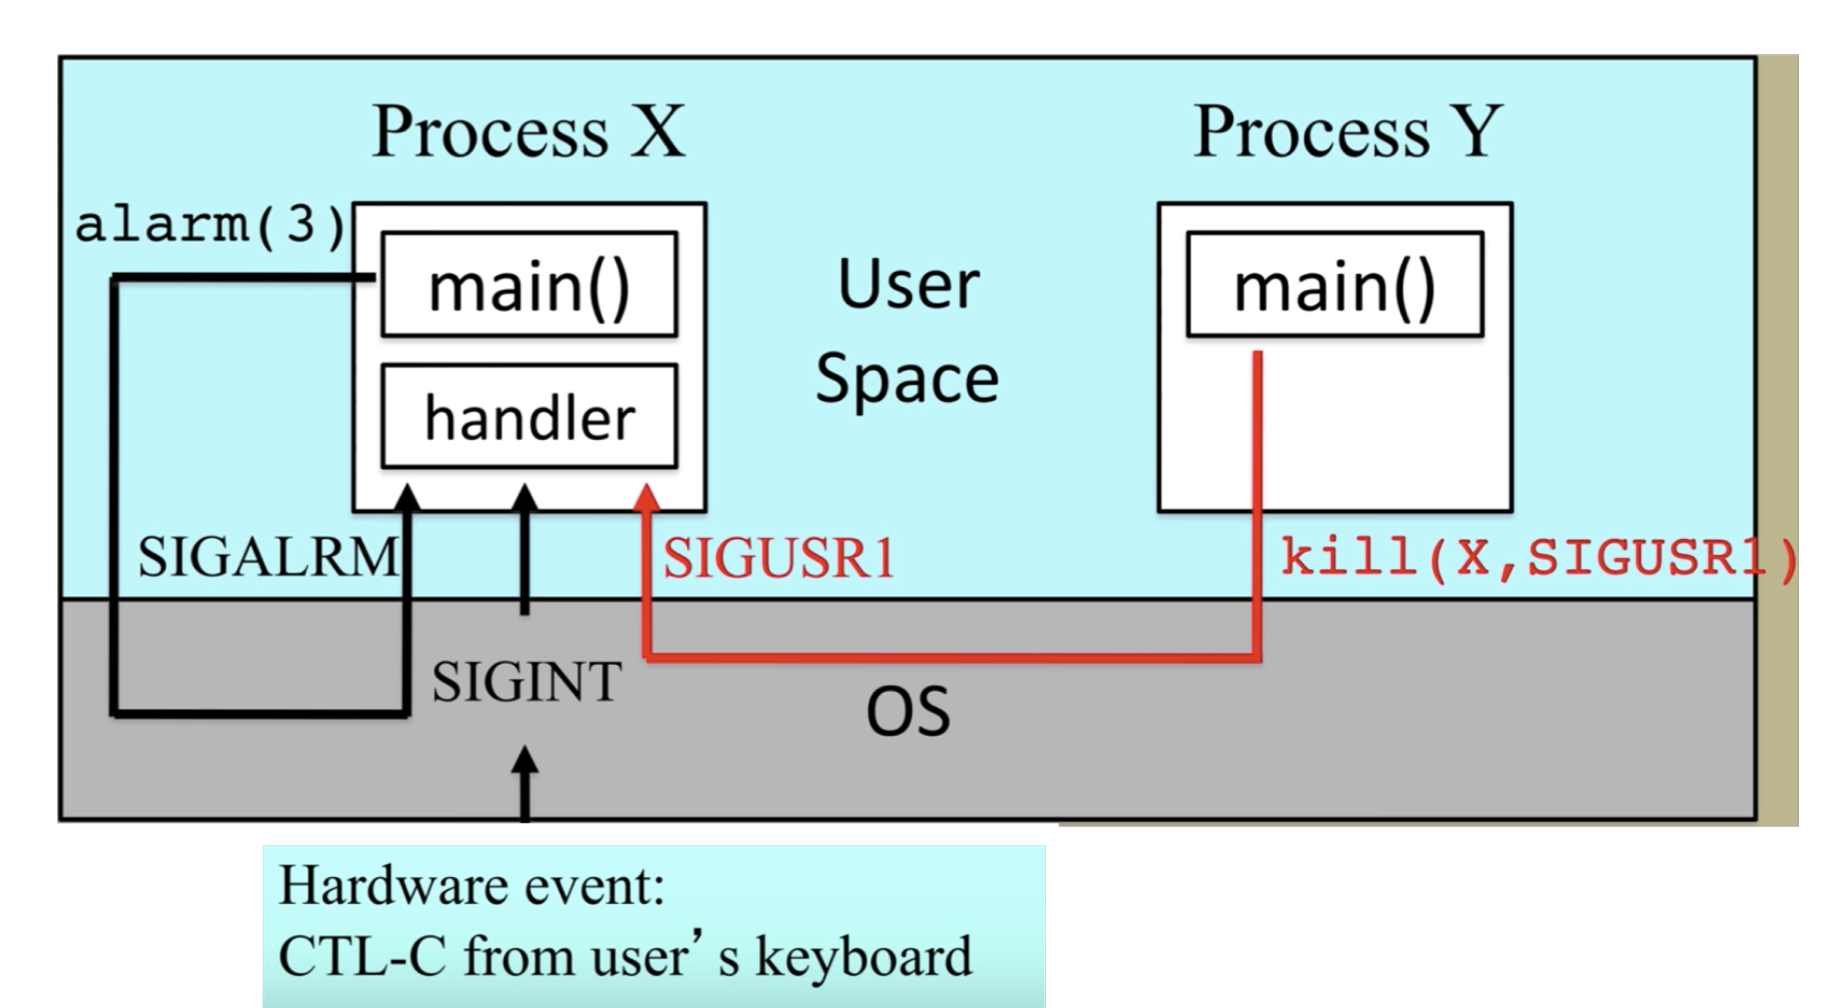 Process X
Process Y
alarm(3)
main()
User
Space
main()
handler
SIGALRM
SIGUSR1
kill(X,SIGUSR1)
SIGINT
OS
Hardware event:
CTL-C from user’s keyboard